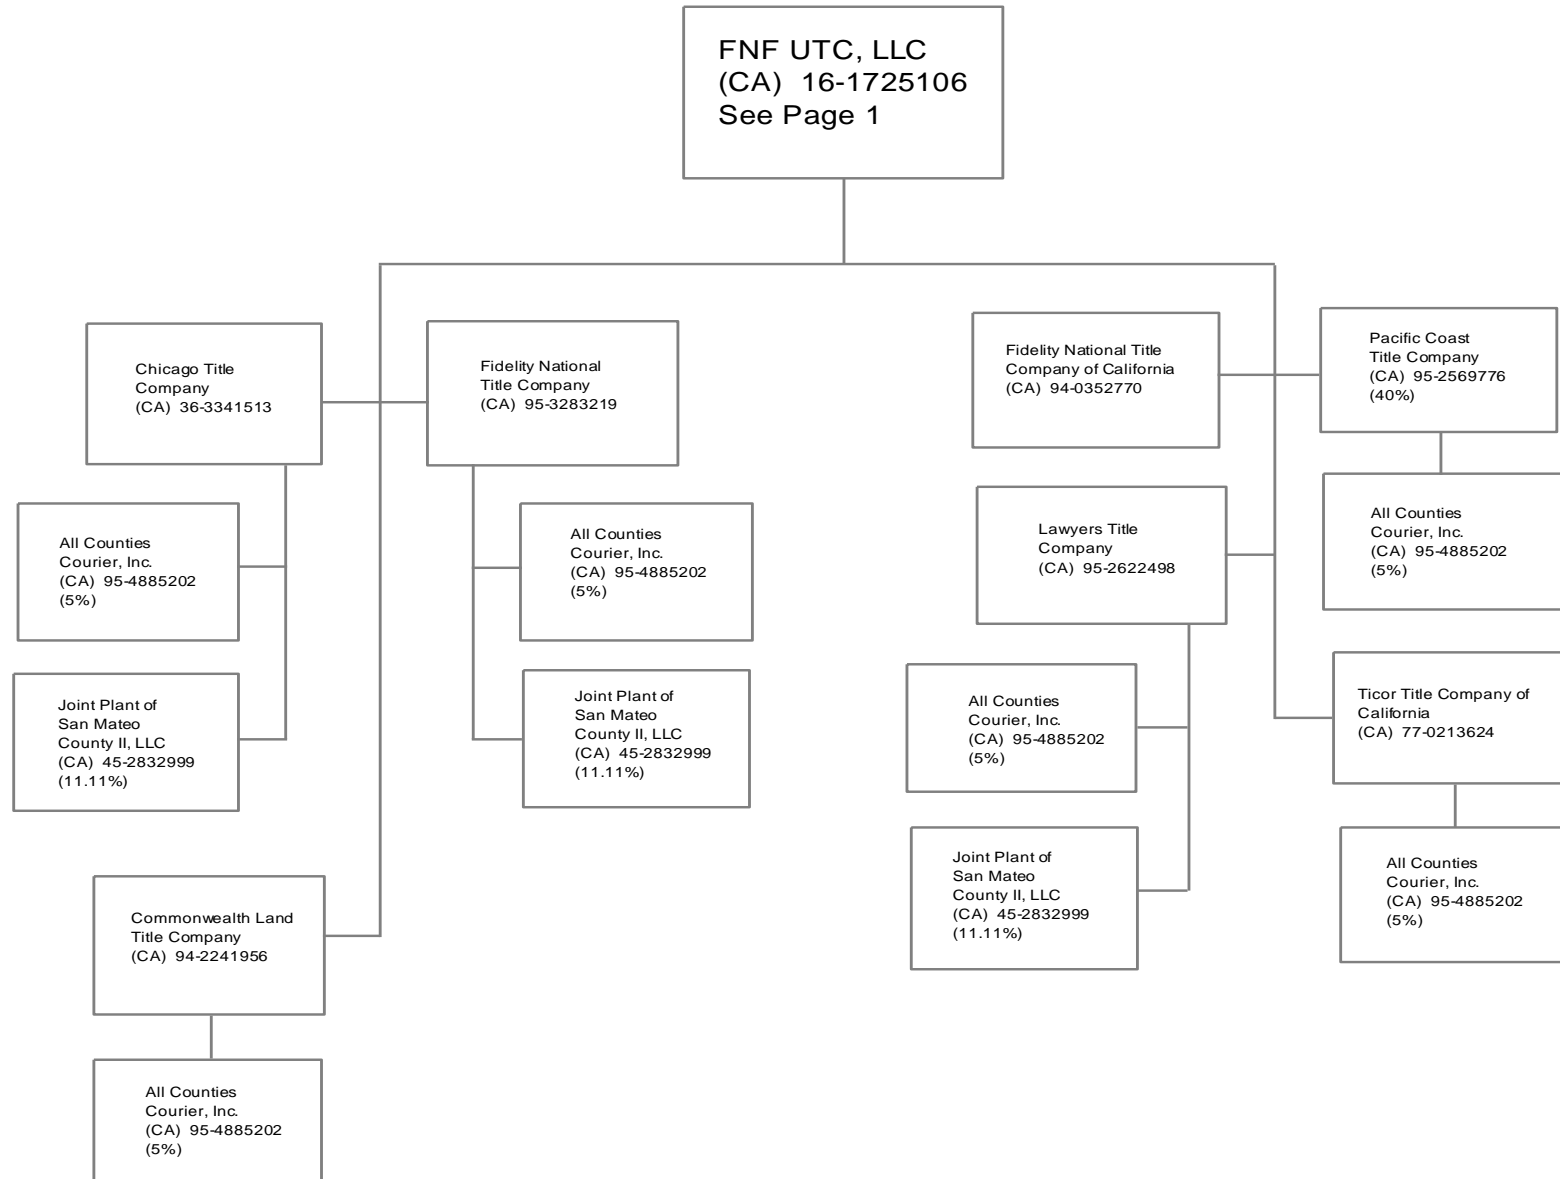 FNF UTC, LLC
(CA) 16-1725106
See Page 1
Chicago Title
Company
(CA) 36-3341513
Fidelity National
Title Company
(CA) 95-3283219
Fidelity National Title
Company of California
(CA) 94-0352770
Pacific Coast
Title Company
(CA) 95-2569776
(40%)
All Counties
Courier, Inc.
(CA) 95-4885202
(5%)
All Counties
Courier, Inc.
(CA) 95-4885202
(5%)
Lawyers Title
Company
(CA) 95-2622498
All Counties
Courier, Inc.
(CA) 95-4885202
(5%)
Joint Plant of
San Mateo
County II, LLC
(CA) 45-2832999
(11.11%)
Joint Plant of
San Mateo
County II, LLC
(CA) 45-2832999
(11.11%)
All Counties
Courier, Inc.
(CA) 95-4885202
(5%)
Ticor Title Company of
California
(CA) 77-0213624
Joint Plant of
San Mateo
County II, LLC
(CA) 45-2832999
(11.11%)
All Counties
Courier, Inc.
(CA) 95-4885202
(5%)
Commonwealth Land
Title Company
(CA) 94-2241956
All Counties
Courier, Inc.
(CA) 95-4885202
(5%)